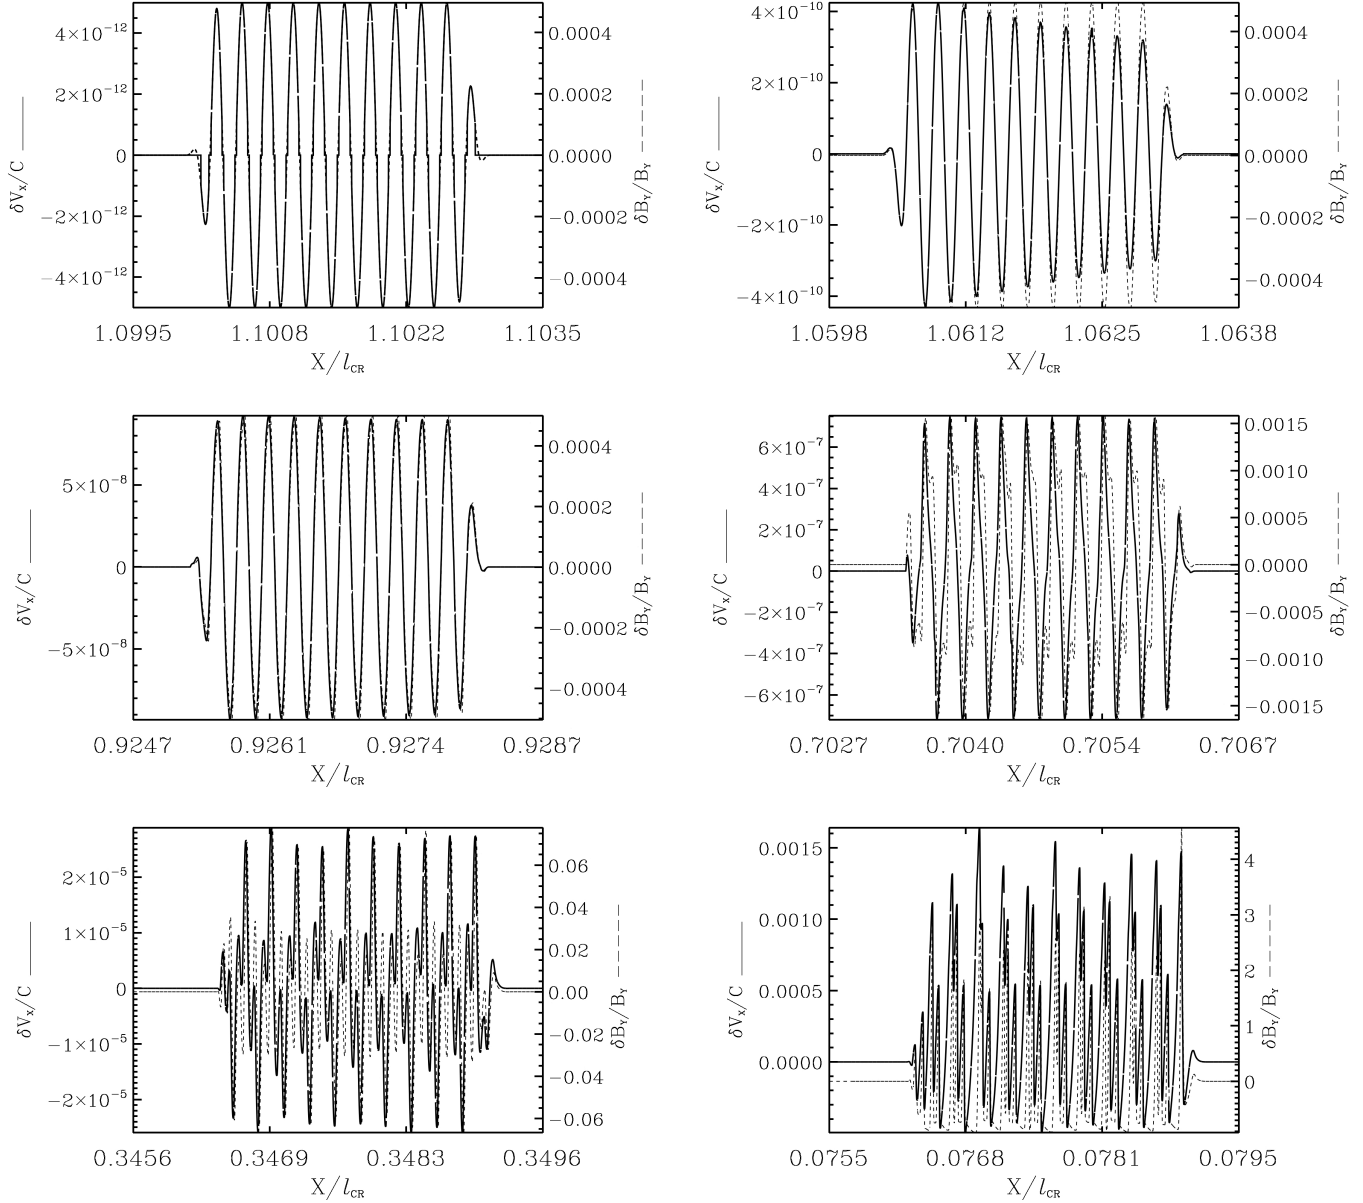 4×10⁻¹²
2×10⁻¹²
0
−2×10⁻¹²
−4×10⁻¹²
δVₓ/C
0.0004
0.0002
0.0000
−0.0002
−0.0004
δB_Y/B_Y
1.0995 1.1008 1.1022 1.1035
X/l_CR
4×10⁻¹⁰
2×10⁻¹⁰
0
−2×10⁻¹⁰
−4×10⁻¹⁰
δVₓ/C
0.0004
0.0002
0.0000
−0.0002
−0.0004
δB_Y/B_Y
1.0598 1.0612 1.0625 1.0638
X/l_CR
5×10⁻⁸
0
−5×10⁻⁸
δVₓ/C
0.0004
0.0002
0.0000
−0.0002
−0.0004
δB_Y/B_Y
0.9247 0.9261 0.9274 0.9287
X/l_CR
6×10⁻⁷
4×10⁻⁷
2×10⁻⁷
0
−2×10⁻⁷
−4×10⁻⁷
−6×10⁻⁷
δVₓ/C
0.0015
0.0010
0.0005
0.0000
−0.0005
−0.0010
−0.0015
δB_Y/B_Y
0.7027 0.7040 0.7054 0.7067
X/l_CR
2×10⁻⁵
1×10⁻⁵
0
−1×10⁻⁵
−2×10⁻⁵
δVₓ/C
0.06
0.04
0.02
0.00
−0.02
−0.04
−0.06
δB_Y/B_Y
0.3456 0.3469 0.3483 0.3496
X/l_CR
0.0015
0.0010
0.0005
0.0000
δVₓ/C
4
3
2
1
0
δB_Y/B_Y
0.0755 0.0768 0.0781 0.0795
X/l_CR